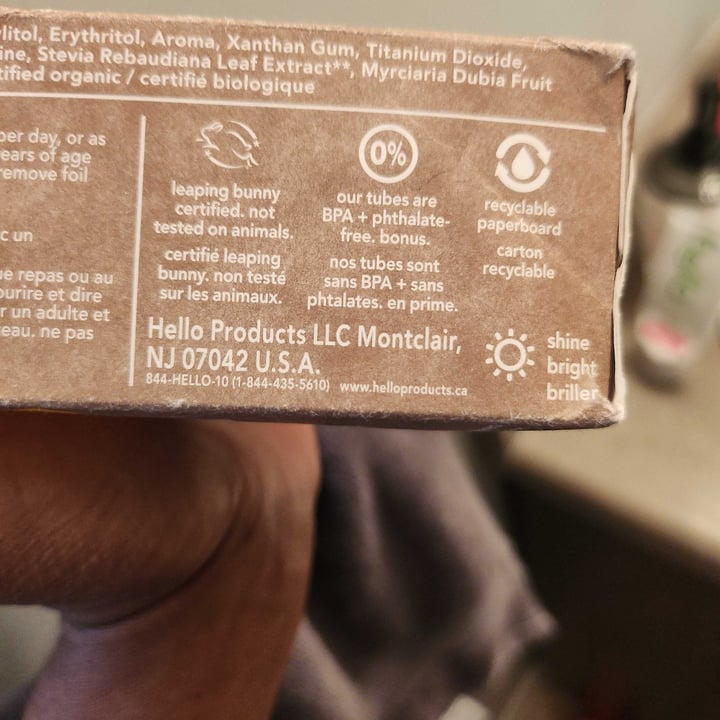 ylitol, Erythritol, Aroma, Xanthan Gum, Titanium Dioxide,
ine, Stevia Rebaudiana Leaf Extract**, Myrciaria Dubia Fruit
tified organic / certifié biologique
per day, or as
ears of age
remove foil
c un
ue repas ou au
ourire et dire
r un adulte et
eau. ne pas
leaping bunny
certified. not
tested on animals.
certifié leaping
bunny. non testé
sur les animaux.
0%
our tubes are
BPA + phthalate-
free. bonus.
nos tubes sont
sans BPA + sans
phtalates. en prime.
recyclable
paperboard
carton
recyclable
Hello Products LLC Montclair,
NJ 07042 U.S.A.
844-HELLO-10 (1-844-435-5610) www.helloproducts.ca
shine
bright
briller